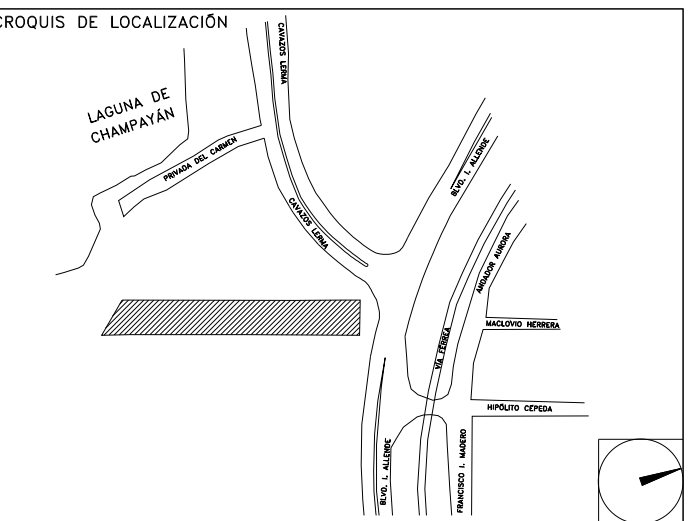 CROQUIS DE LOCALIZACIÓN
CAVAZOS LERMA
LAGUNA DE
CHAMPAYÁN
PRIVADA DEL CARMEN
BLVD. I. ALLENDE
CAVAZOS LERMA
ANDADOR AURORA
MACLOVIO HERRERA
VÍA FÉRREA
HIPÓLITO CEPEDA
BLVD. I. ALLENDE
FRANCISCO I. MADERO